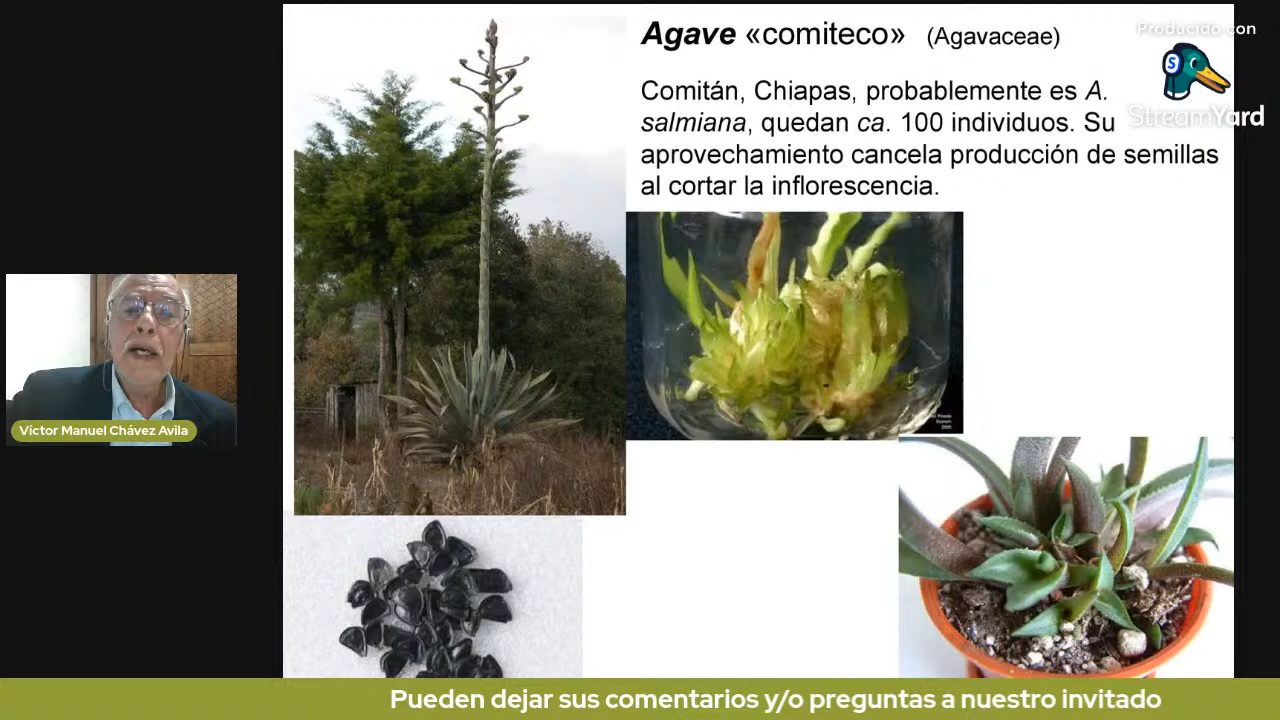 Agave «comiteco» (Agavaceae)
Comitán, Chiapas, probablemente es A.
salmiana, quedan ca. 100 individuos. Su
aprovechamiento cancela producción de semillas
al cortar la inflorescencia.
Producido con
S
StreamYard
Víctor Manuel Chávez Avila
Pueden dejar sus comentarios y/o preguntas a nuestro invitado